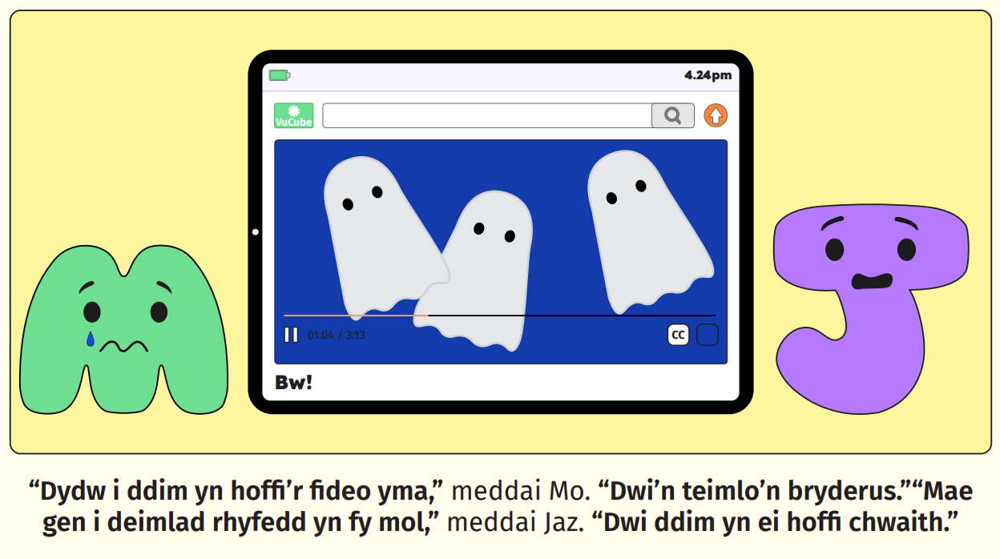 4.24pm
VuCube
01:04 / 3:13
CC
Bw!
“Dydw i ddim yn hoffi’r fideo yma,” meddai Mo. “Dwi’n teimlo’n bryderus.”“Mae
gen i deimlad rhyfedd yn fy mol,” meddai Jaz. “Dwi ddim yn ei hoffi chwaith.”